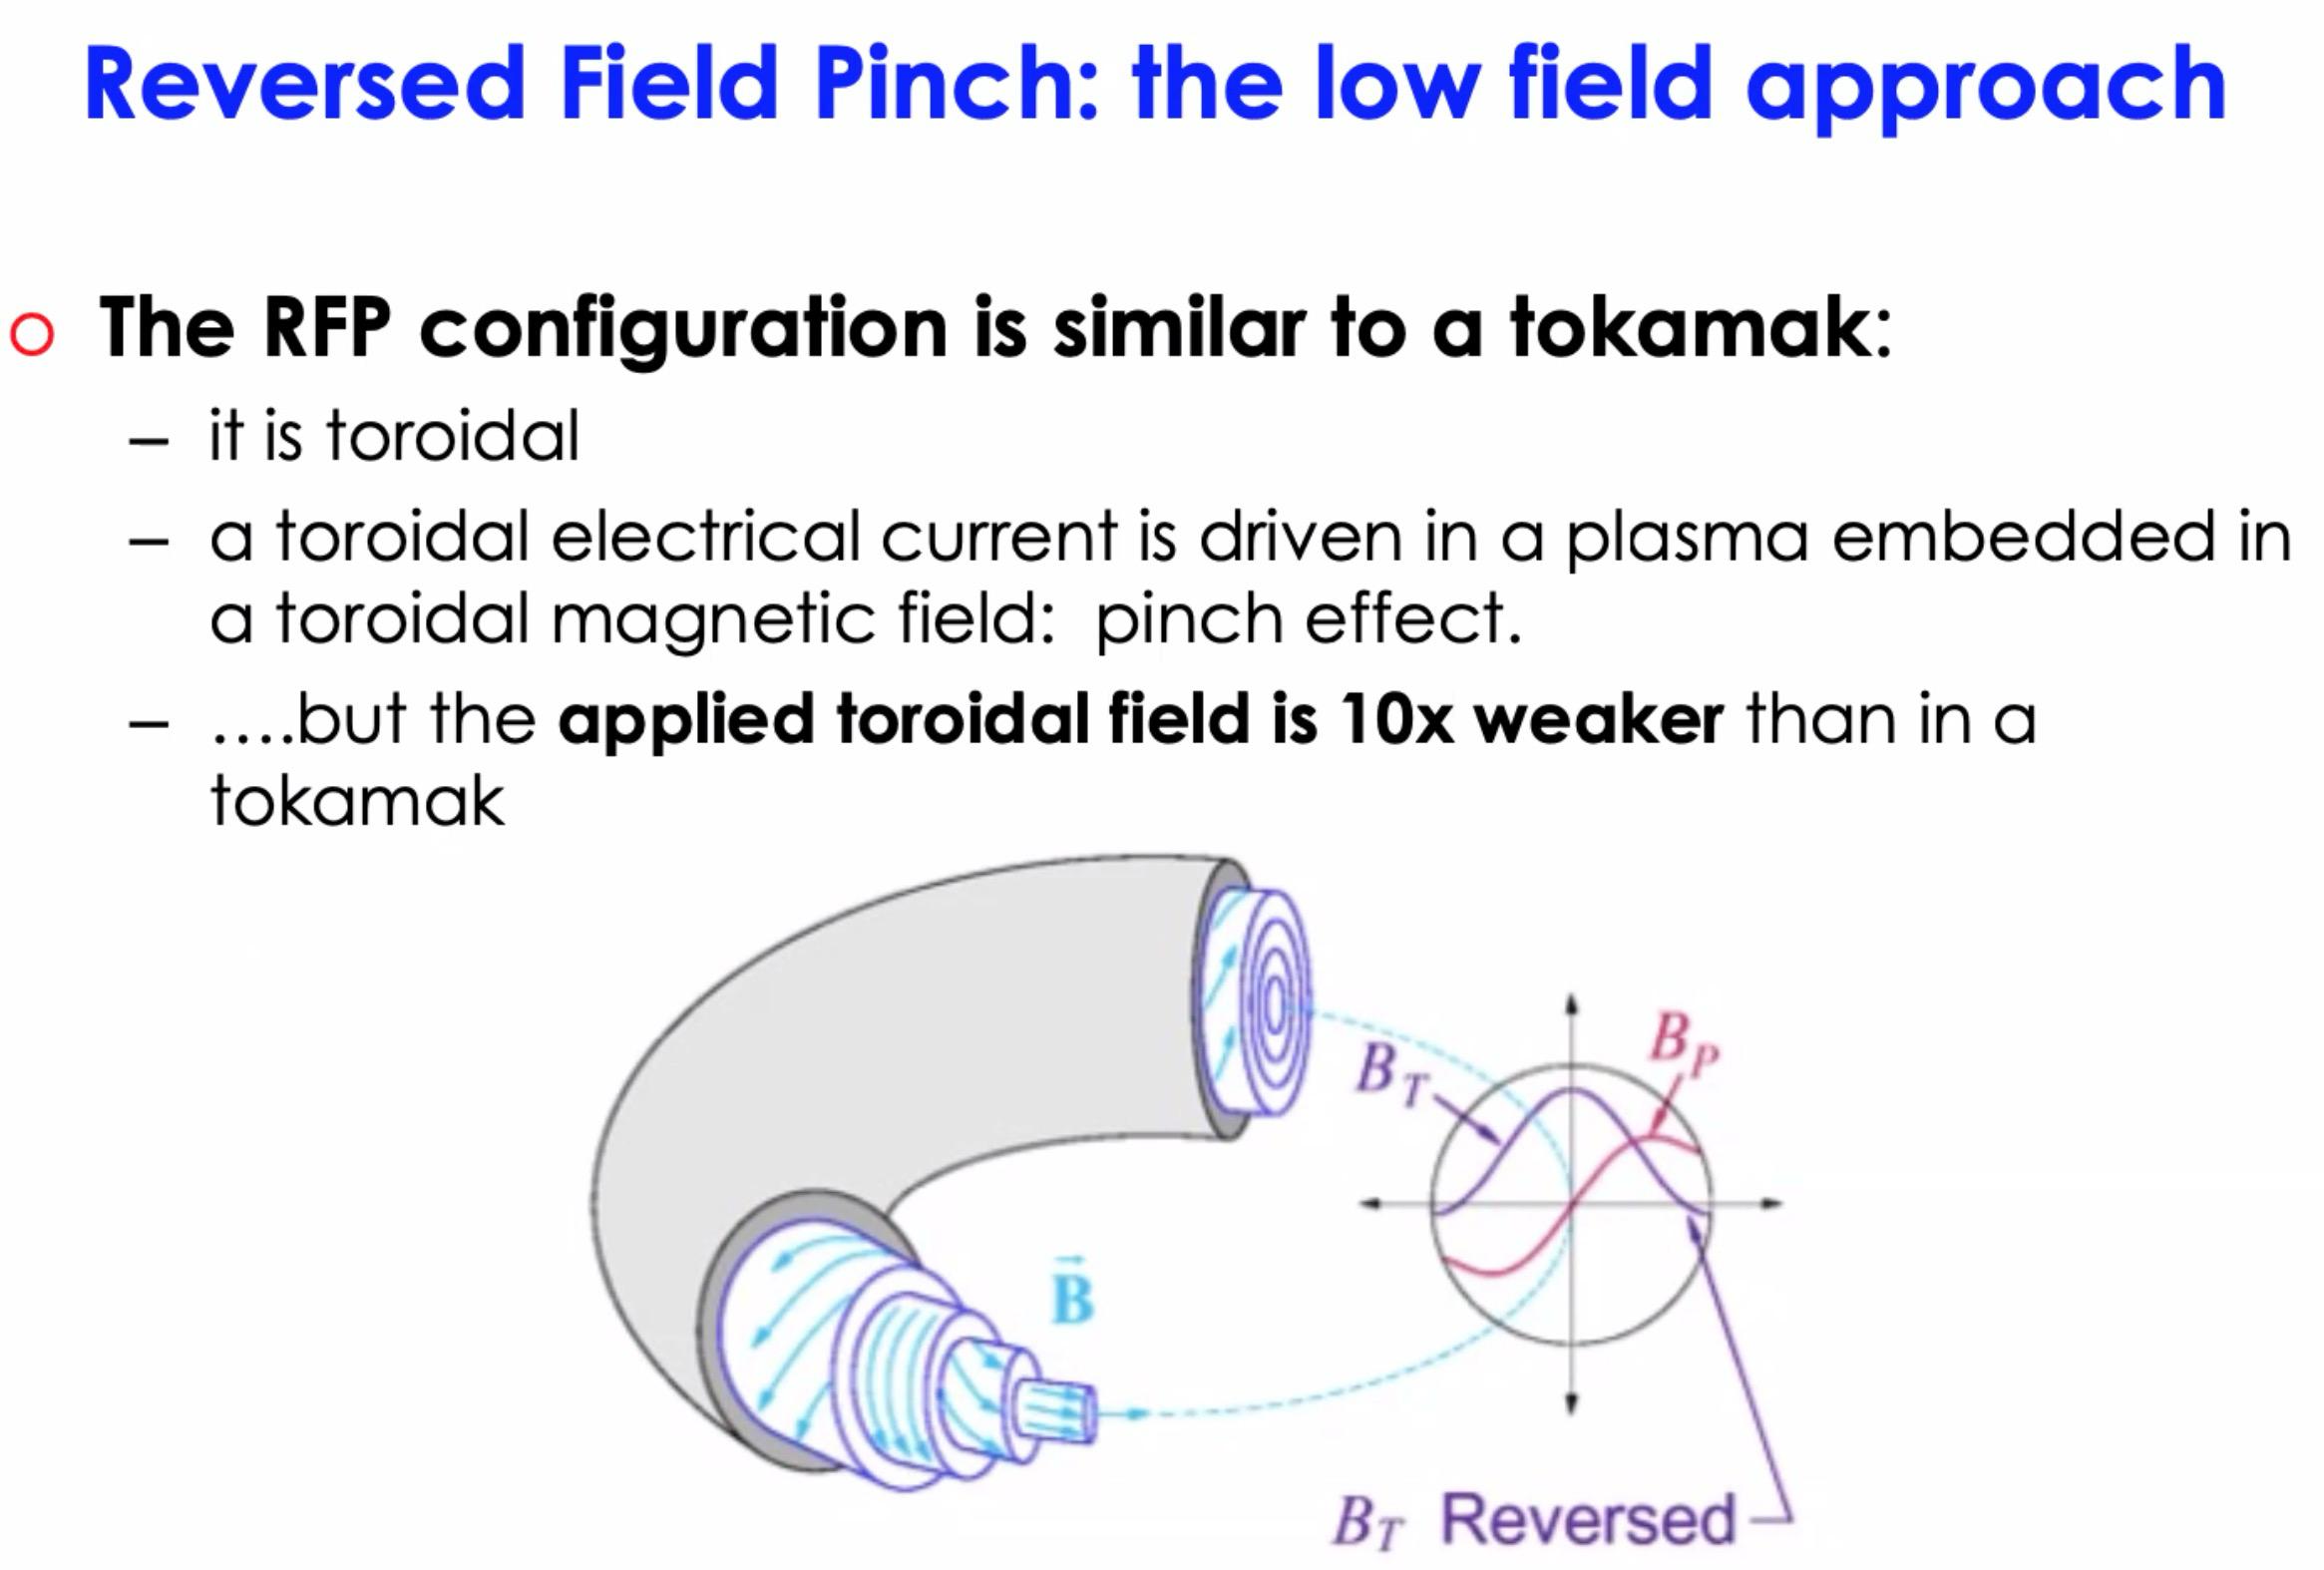 Reversed Field Pinch: the low field approach
The RFP configuration is similar to a tokamak:
– it is toroidal
– a toroidal electrical current is driven in a plasma embedded in
a toroidal magnetic field: pinch effect.
– ....but the applied toroidal field is 10x weaker than in a
tokamak
B_P
B_T
B⃗
B_T Reversed